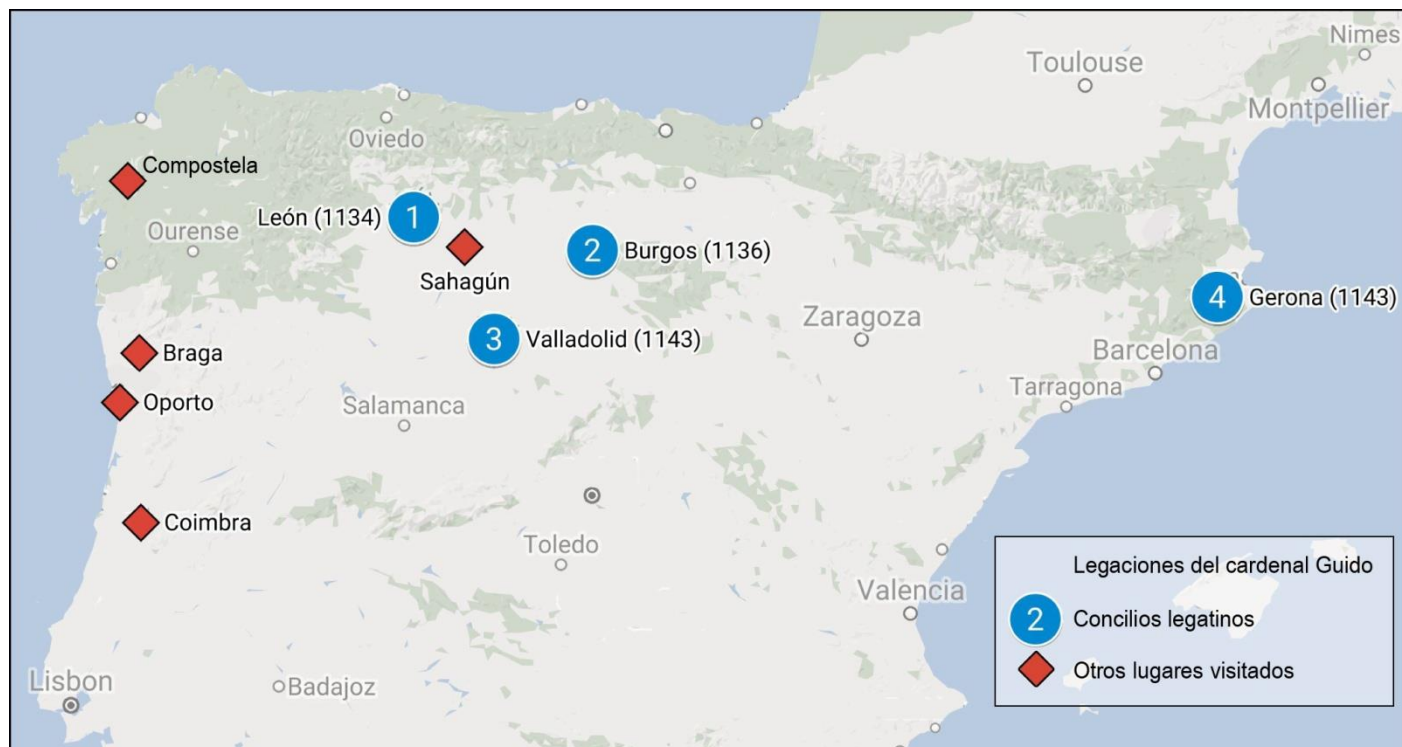 Nimes
Toulouse
Montpellier
Oviedo
Compostela
León (1134)
1
Ourense
2
Burgos (1136)
Sahagún
4
Gerona (1143)
Zaragoza
3
Valladolid (1143)
Braga
Barcelona
Tarragona
Oporto
Salamanca
Coimbra
Toledo
Valencia
Lisbon
Badajoz
Legaciones del cardenal Guido
2
Concilios legatinos
Otros lugares visitados